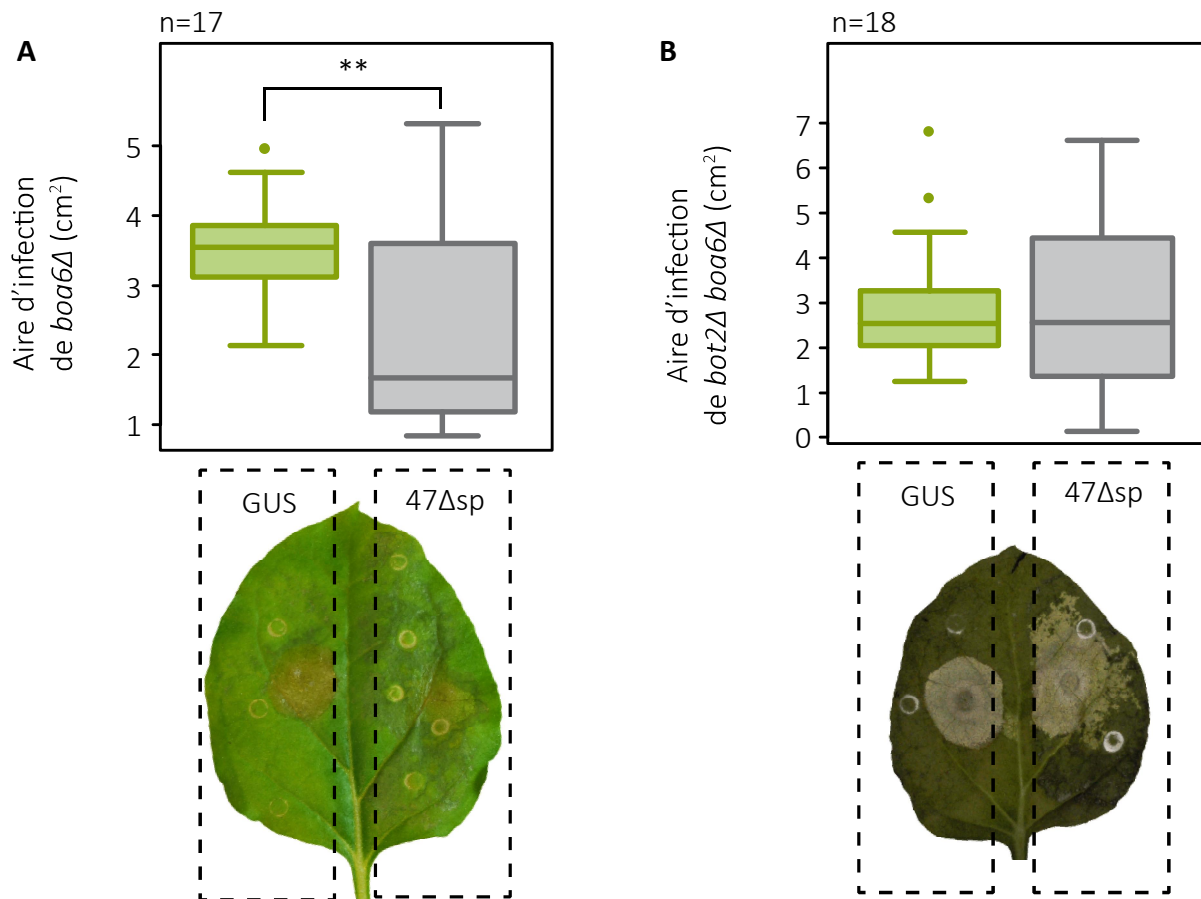 n=17
A
**
5
4
3
2
1
Aire d'infection
de boa6Δ (cm²)
GUS
47Δsp
n=18
B
7
6
5
4
3
2
1
0
Aire d'infection
de bot2Δ boa6Δ (cm²)
GUS
47Δsp